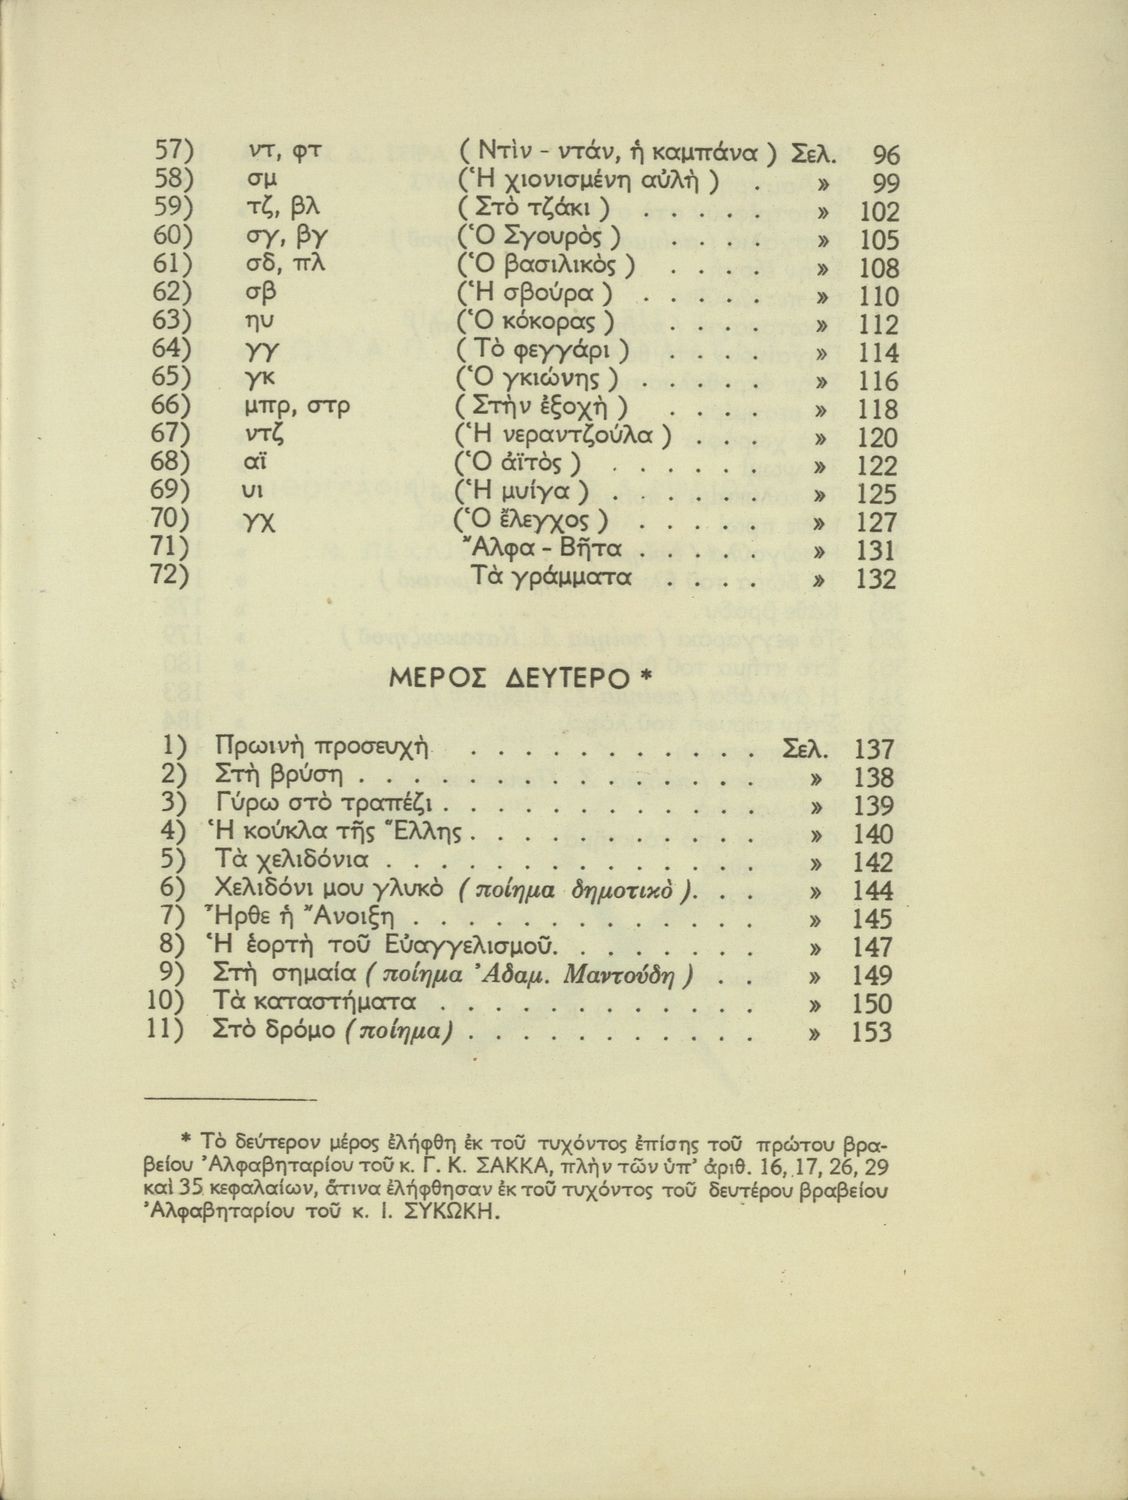 57) ντ, φτ ( Ντὶν - ντάν, ἡ καμπάνα ) Σελ. 96
58) σμ (Ἡ χιονισμένη αὐλὴ ) . » 99
59) τζ, βλ ( Στὸ τζάκι ) . . . . . » 102
60) σγ, βγ (Ὁ Σγουρὸς ) . . . . » 105
61) σδ, πλ (Ὁ βασιλικὸς ) . . . . » 108
62) σβ (Ἡ σβούρα ) . . . . . » 110
63) ηυ (Ὁ κόκορας ) . . . . » 112
64) γγ ( Τὸ φεγγάρι ) . . . . » 114
65) γκ (Ὁ γκιώνης ) . . . . . » 116
66) μπρ, στρ ( Στὴν ἐξοχὴ ) . . . . » 118
67) ντζ (Ἡ νεραντζούλα ) . . . » 120
68) αϊ (Ὁ ἀϊτὸς ) . . . . . . » 122
69) υι (Ἡ μυίγα ) . . . . . . » 125
70) γχ (Ὁ ἔλεγχος ) . . . . . » 127
71) Ἄλφα - Βῆτα . . . . . » 131
72) Τὰ γράμματα . . . . » 132
ΜΕΡΟΣ ΔΕΥΤΕΡΟ *
1) Πρωινὴ προσευχὴ . . . . . . . . . . . Σελ. 137
2) Στὴ βρύση . . . . . . . . . . . . . . . » 138
3) Γύρω στὸ τραπέζι . . . . . . . . . . . . » 139
4) Ἡ κούκλα τῆς Ἕλλης . . . . . . . . . . . » 140
5) Τὰ χελιδόνια . . . . . . . . . . . . . . » 142
6) Χελιδόνι μου γλυκὸ ( ποίημα δημοτικὸ ). . . » 144
7) Ἦρθε ἡ Ἄνοιξη . . . . . . . . . . . . . » 145
8) Ἡ ἑορτὴ τοῦ Εὐαγγελισμοῦ. . . . . . . . » 147
9) Στὴ σημαία ( ποίημα Ἀδαμ. Μαντούδη ) . . » 149
10) Τὰ καταστήματα . . . . . . . . . . . . » 150
11) Στὸ δρόμο (ποίημα) . . . . . . . . . . . » 153
* Τὸ δεύτερον μέρος ἐλήφθη ἐκ τοῦ τυχόντος ἐπίσης τοῦ πρώτου βρα-
βείου Ἀλφαβηταρίου τοῦ κ. Γ. Κ. ΣΑΚΚΑ, πλὴν τῶν ὑπ' ἀριθ. 16, 17, 26, 29
καὶ 35 κεφαλαίων, ἅτινα ἐλήφθησαν ἐκ τοῦ τυχόντος τοῦ δευτέρου βραβείου
Ἀλφαβηταρίου τοῦ κ. Ι. ΣΥΚΩΚΗ.